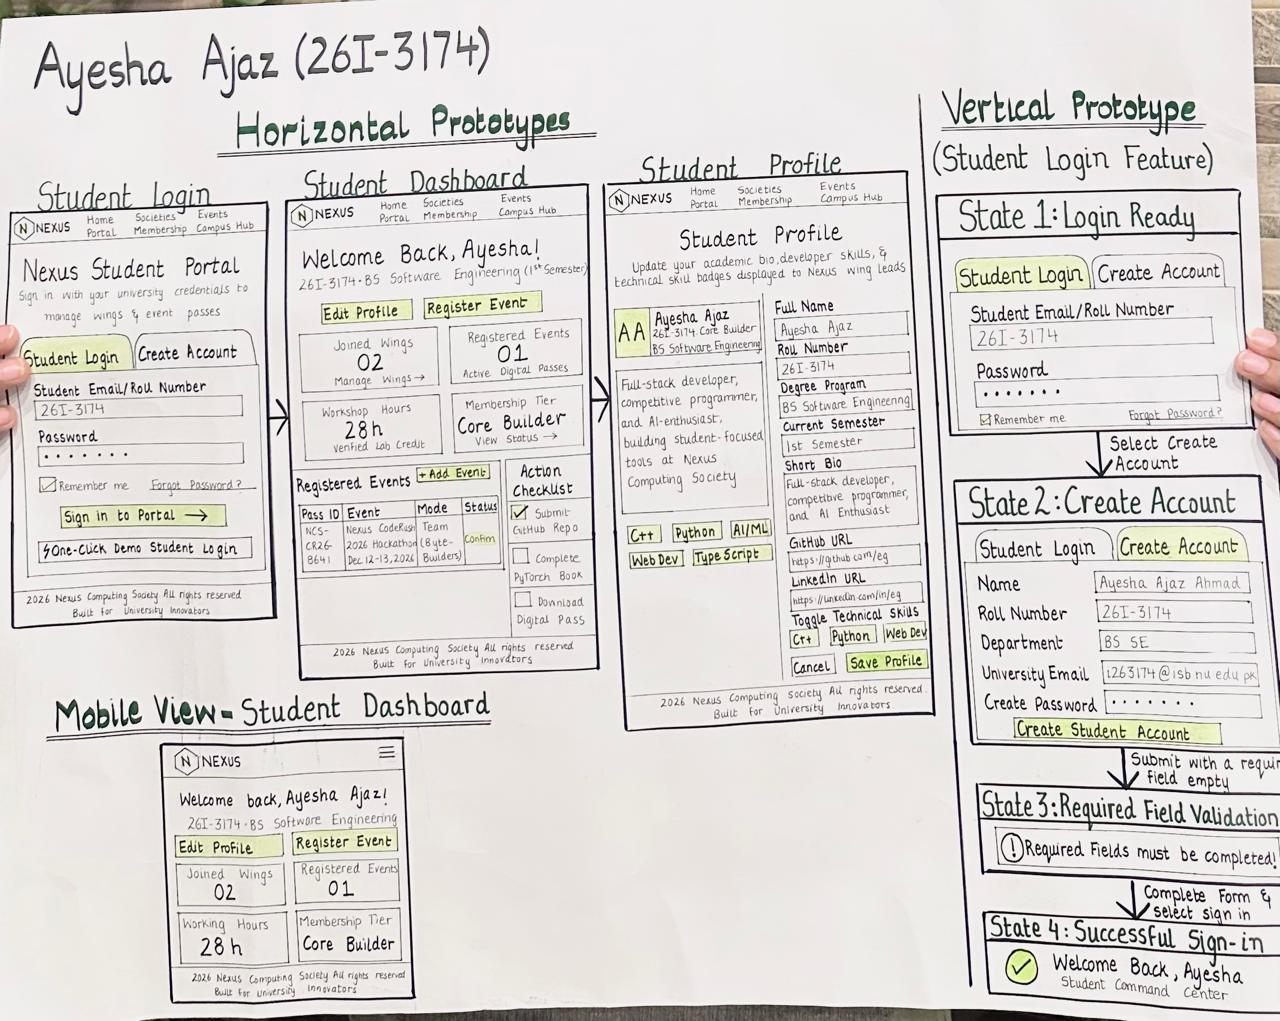 Ayesha Ajaz (26I-3174)
Horizontal Prototypes
Student Login
NEXUS
Home Societies Events
Portal Membership Campus Hub
Nexus Student Portal
Sign in with your university credentials to
manage wings & event passes
Student Login Create Account
Student Email/Roll Number
26I-3174
Password
Remember me Forgot Password?
Sign in to Portal →
One-Click Demo Student Login
2026 Nexus Computing Society All rights reserved
Built for University Innovators
Student Dashboard
NEXUS
Home Societies Events
Portal Membership Campus Hub
Welcome Back, Ayesha!
26I-3174·BS Software Engineering (1st Semester)
Edit Profile Register Event
Joined Wings
02
Manage Wings→
Registered Events
01
Active Digital Passes
Workshop Hours
28h
Verified Lab Credit
Membership Tier
Core Builder
View Status →
Registered Events + Add Event
Pass ID Event Mode Status
NCS- Nexus CodeRush Team Confirm
CR26- 2026 Hackathon (Byte-
8641 Dec 12-13,2026 Builders)
Action
Checklist
Submit
GitHub Repo
Complete
PyTorch Book
Download
Digital Pass
2026 Nexus Computing Society All rights reserved
Built for University Innovators
Student Profile
NEXUS
Home Societies Events
Portal Membership Campus Hub
Student Profile
Update your academic bio, developer skills, &
technical skill badges displayed to Nexus wing leads
AA
Ayesha Ajaz
26I-3174·Core Builder
BS Software Engineering
Full-stack developer,
competitive programmer,
and AI-enthusiast,
building student-focused
tools at Nexus
Computing Society
C++ Python AI/ML
Web Dev TypeScript
Full Name
Ayesha Ajaz
Roll Number
26I-3174
Degree Program
BS Software Engineering
Current Semester
1st Semester
Short Bio
Full-stack developer,
competitive programmer,
and AI Enthusiast
GitHub URL
https://github.com/eg
LinkedIn URL
https://linkedin.com/in/eg
Toggle Technical Skills
C++ Python Web Dev
Cancel Save Profile
2026 Nexus Computing Society All rights reserved.
Built for University Innovators
Mobile View - Student Dashboard
NEXUS
Welcome back, Ayesha Ajaz!
26I-3174·BS Software Engineering
Edit Profile Register Event
Joined Wings
02
Registered Events
01
Working Hours
28h
Membership Tier
Core Builder
2026 Nexus Computing Society All rights reserved
Built for University Innovators
Vertical Prototype
(Student Login Feature)
State 1: Login Ready
Student Login Create Account
Student Email/Roll Number
26I-3174
Password
Remember me Forgot Password?
Select Create
Account
State 2: Create Account
Student Login Create Account
Name Ayesha Ajaz Ahmad
Roll Number 26I-3174
Department BS SE
University Email i263174@isb nu edu pk
Create Password
Create Student Account
Submit with a requir
field empty
State 3: Required Field Validation
! Required Fields must be completed!
Complete Form &
select sign in
State 4: Successful Sign-in
Welcome Back, Ayesha
Student Command Center